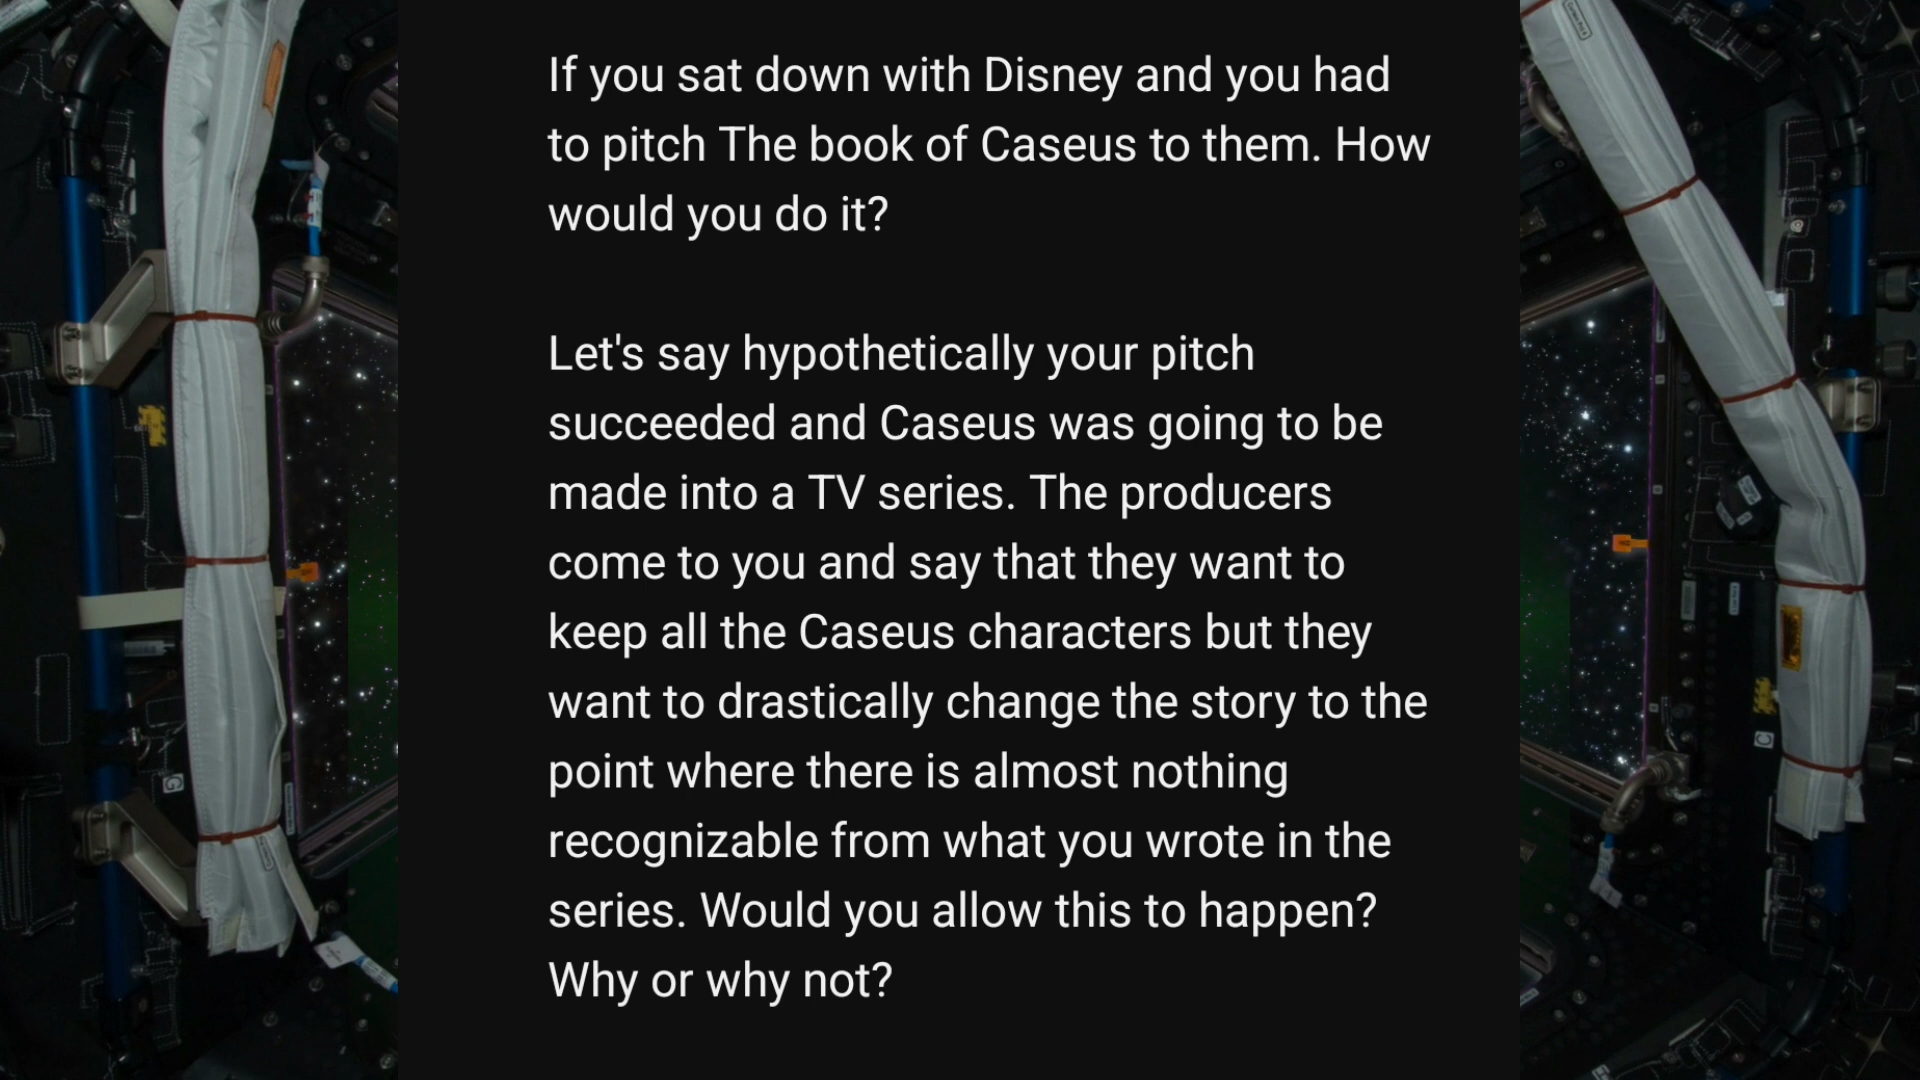 If you sat down with Disney and you had
to pitch The book of Caseus to them. How
would you do it?
Let's say hypothetically your pitch
succeeded and Caseus was going to be
made into a TV series. The producers
come to you and say that they want to
keep all the Caseus characters but they
want to drastically change the story to the
point where there is almost nothing
recognizable from what you wrote in the
series. Would you allow this to happen?
Why or why not?